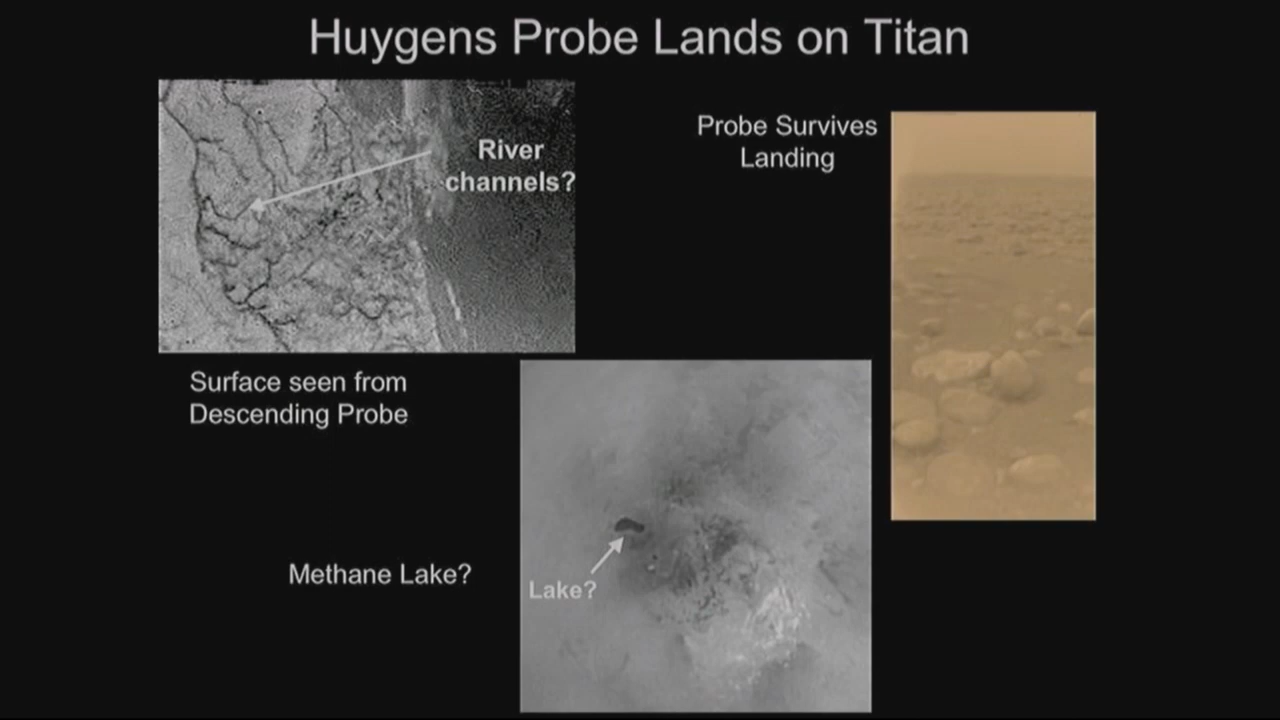 Huygens Probe Lands on Titan
River
channels?
Probe Survives
Landing
Surface seen from
Descending Probe
Methane Lake?
Lake?